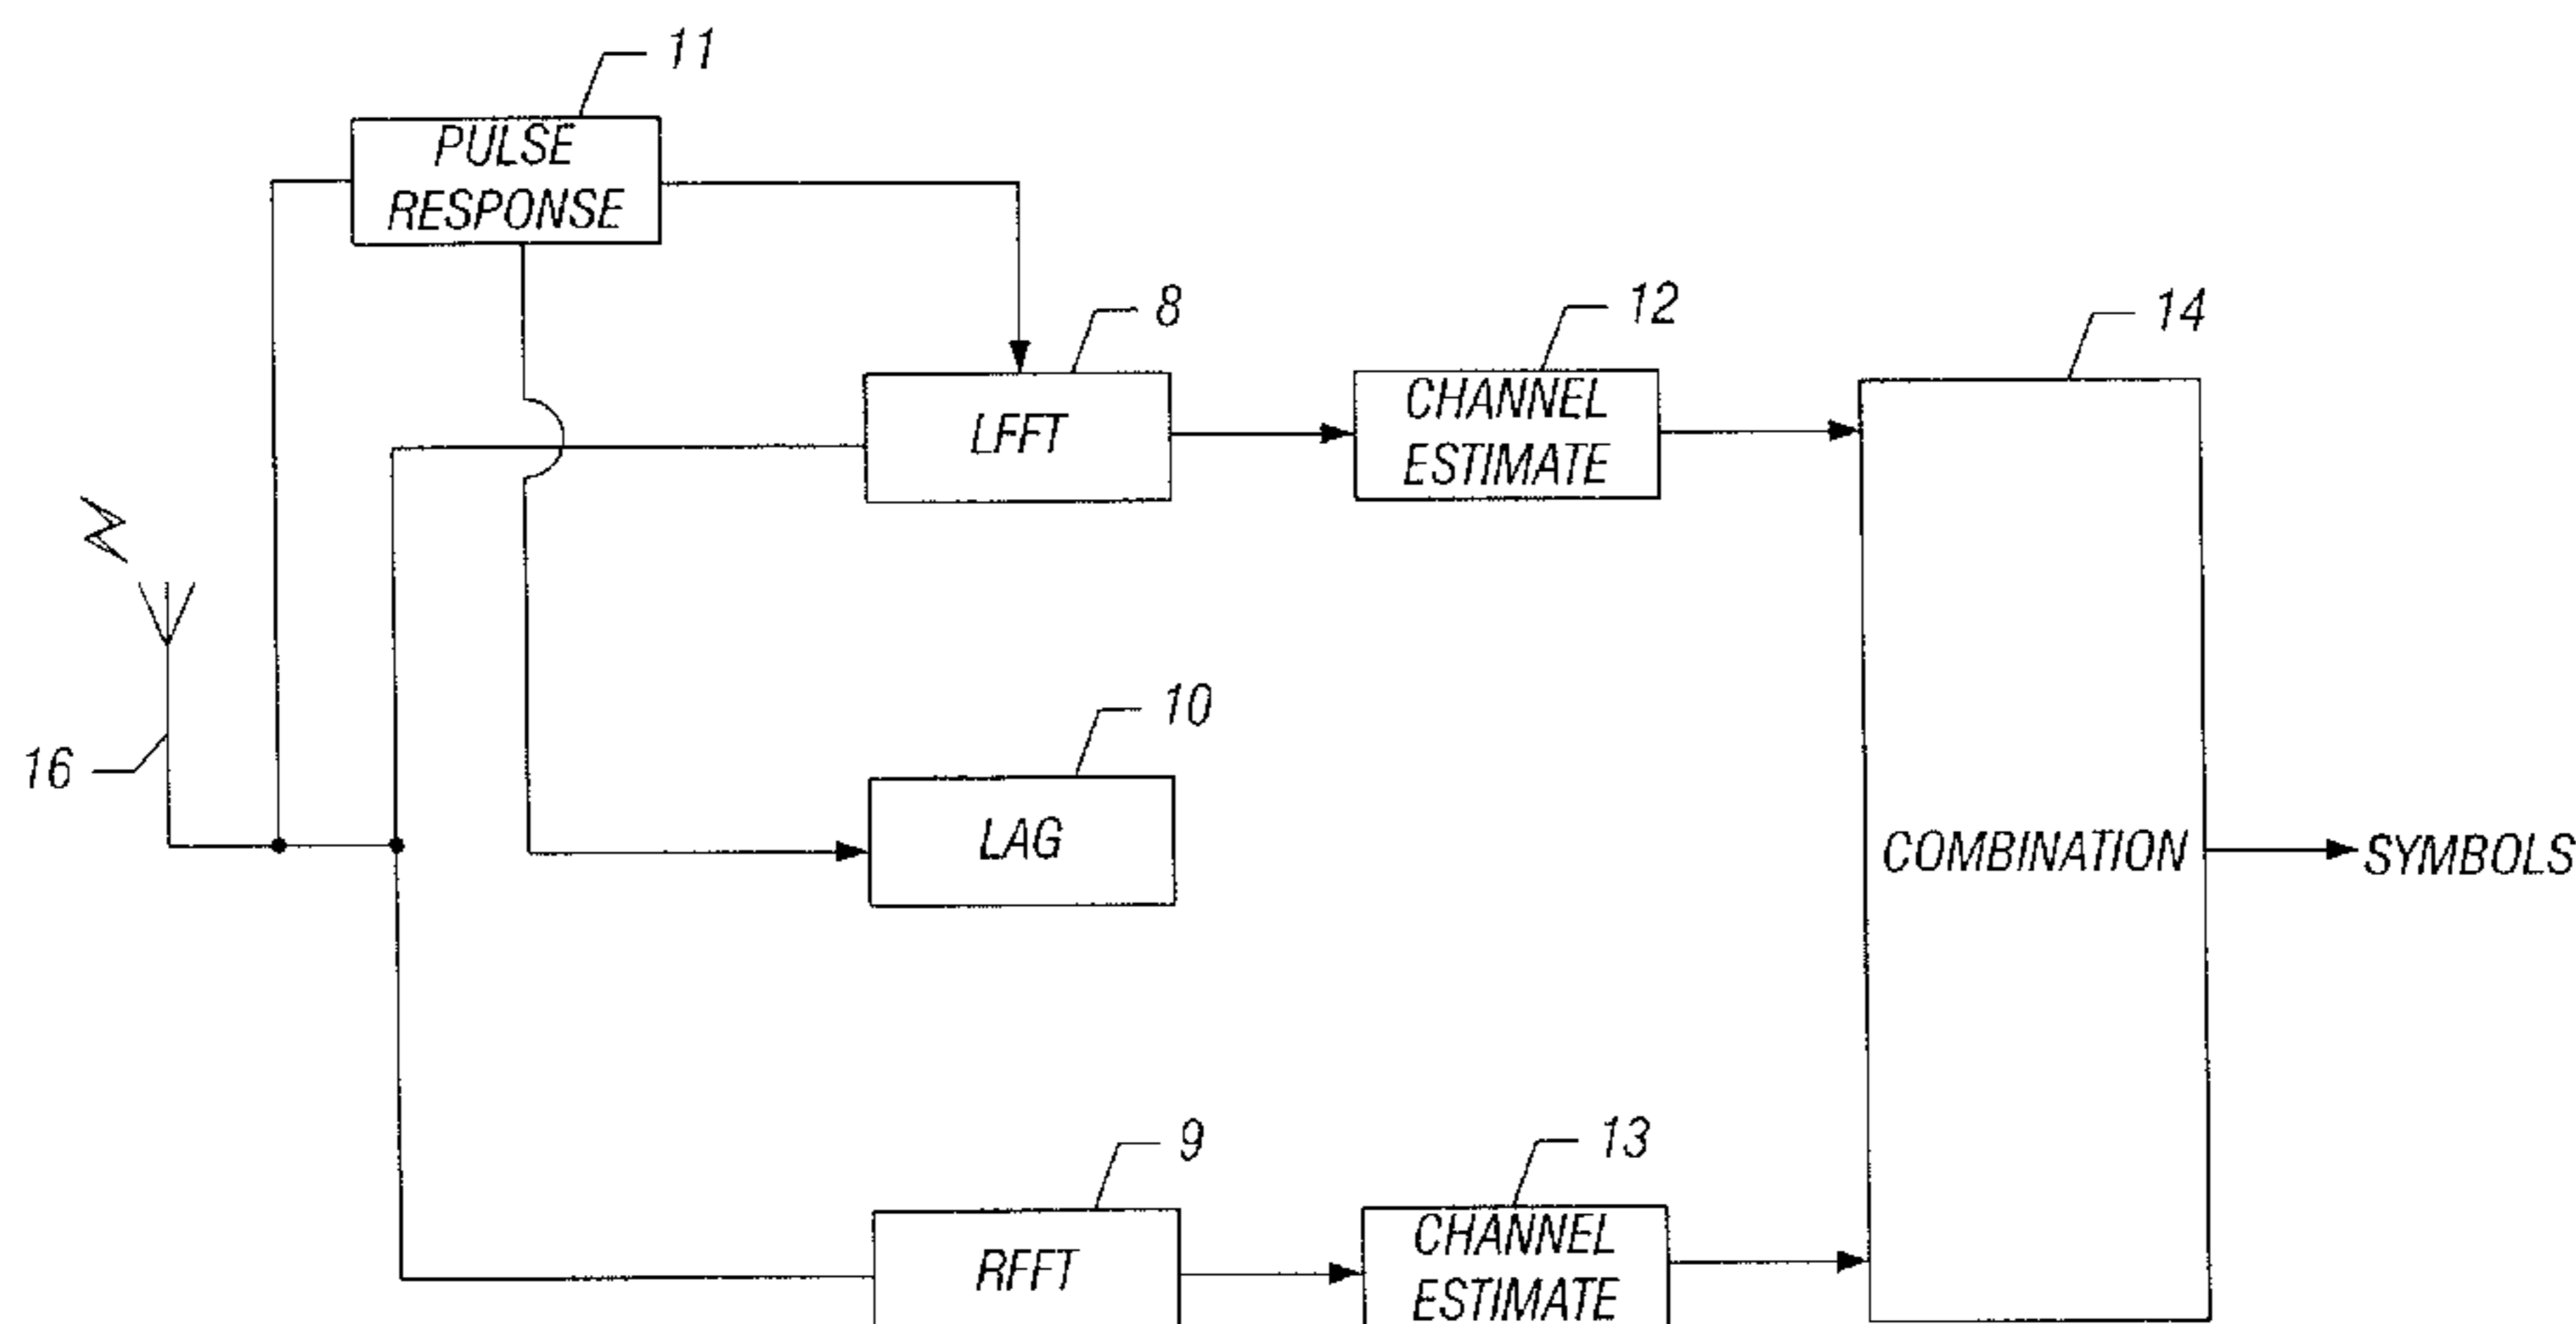 11
PULSE
RESPONSE
8
12
14
LFFT
CHANNEL
ESTIMATE
16
10
LAG
COMBINATION
SYMBOLS
9
13
RFFT
CHANNEL
ESTIMATE